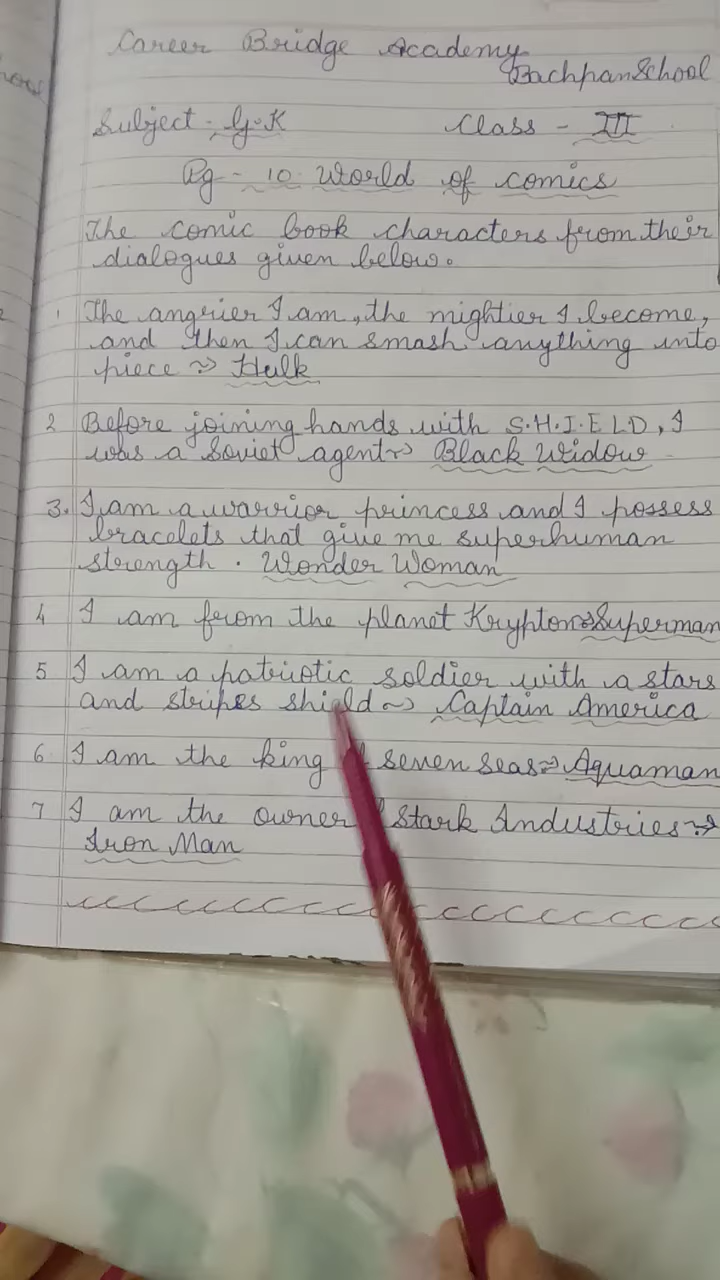 Career Bridge Academy
Bachpan School
Subject - G.K Class - III
Pg - 10 World of comics
The comic book characters from their
dialogues given below.
1 The angrier I am, the mightier I become,
and then I can smash anything into
piece ⇝ Hulk
2 Before joining hands with S.H.I.E.L.D, I
was a Soviet agent ⇝ Black Widow
3. I am a warrior princess and I possess
bracelets that give me superhuman
strength. Wonder Woman
4 I am from the planet Krypton ⇝ Superman
5 I am a patriotic soldier with a stars
and stripes shield ⇝ Captain America
6 I am the king seven seas ⇝ Aquaman
7 I am the owner Stark Industries ⇝
Iron Man